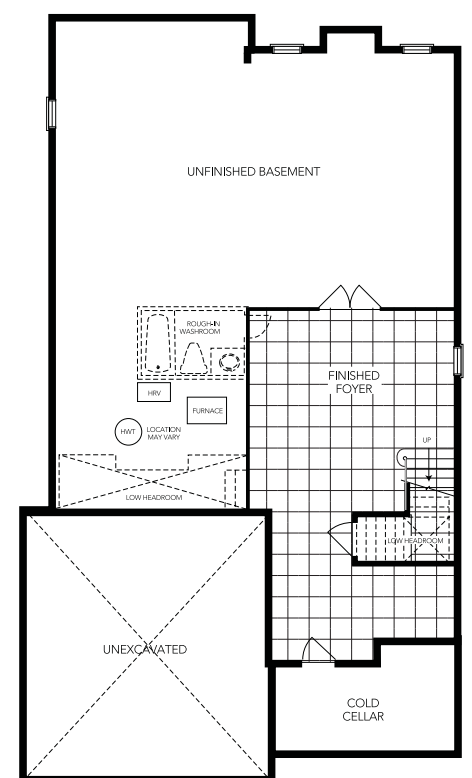 UNFINISHED BASEMENT
ROUGH-IN
WASHROOM
FINISHED
FOYER
HRV
FURNACE
HWT
LOCATION
MAY VARY
UP
LOW HEADROOM
LOW HEADROOM
UNEXCAVATED
COLD
CELLAR